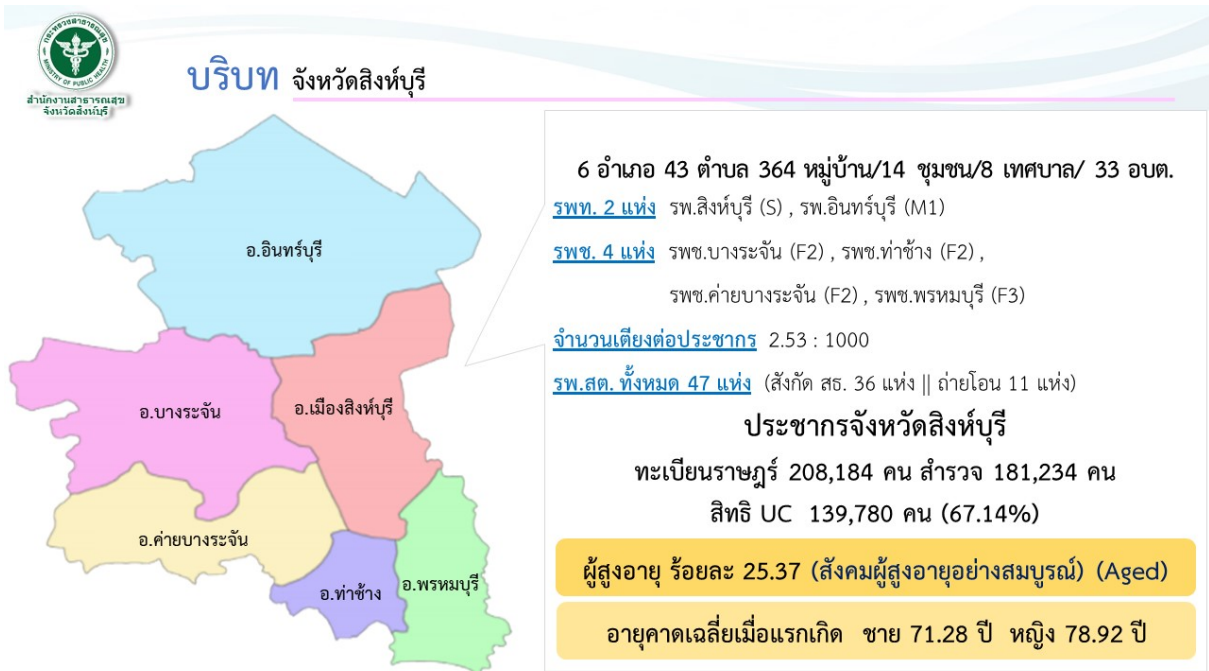 กระทรวงสาธารณสุข
MINISTRY OF PUBLIC HEALTH
สำนักงานสาธารณสุข
จังหวัดสิงห์บุรี
บริบท จังหวัดสิงห์บุรี
อ.อินทร์บุรี
อ.บางระจัน
อ.เมืองสิงห์บุรี
อ.ค่ายบางระจัน
อ.ท่าช้าง
อ.พรหมบุรี
6 อำเภอ 43 ตำบล 364 หมู่บ้าน/14 ชุมชน/8 เทศบาล/ 33 อบต.
รพท. 2 แห่ง รพ.สิงห์บุรี (S) , รพ.อินทร์บุรี (M1)
รพช. 4 แห่ง รพช.บางระจัน (F2) , รพช.ท่าช้าง (F2) ,
รพช.ค่ายบางระจัน (F2) , รพช.พรหมบุรี (F3)
จำนวนเตียงต่อประชากร 2.53 : 1000
รพ.สต. ทั้งหมด 47 แห่ง (สังกัด สธ. 36 แห่ง || ถ่ายโอน 11 แห่ง)
ประชากรจังหวัดสิงห์บุรี
ทะเบียนราษฎร์ 208,184 คน สำรวจ 181,234 คน
สิทธิ UC 139,780 คน (67.14%)
ผู้สูงอายุ ร้อยละ 25.37 (สังคมผู้สูงอายุอย่างสมบูรณ์) (Aged)
อายุคาดเฉลี่ยเมื่อแรกเกิด ชาย 71.28 ปี หญิง 78.92 ปี